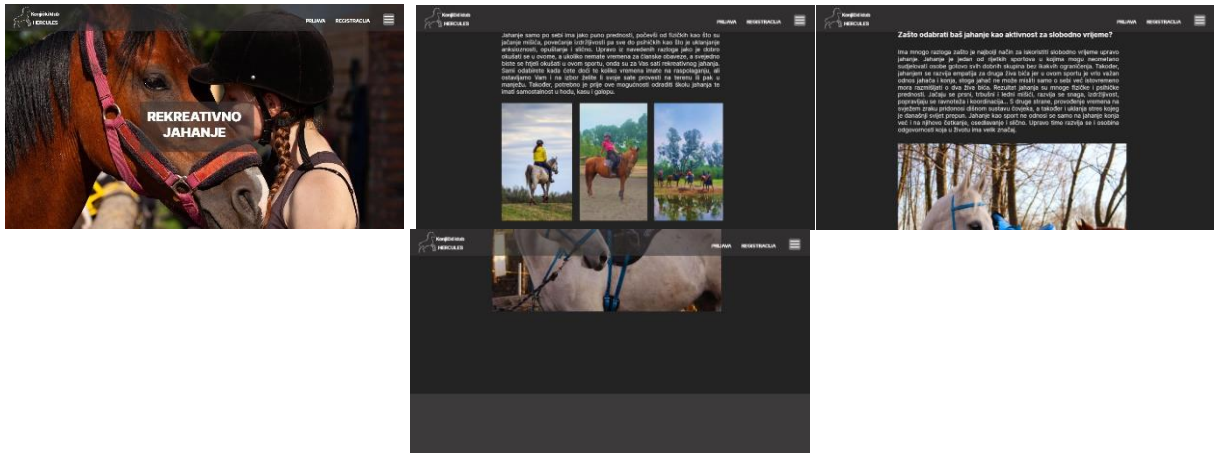 Konjički klub
HERCULES
PRIJAVA REGISTRACIJA
REKREATIVNO
JAHANJE
Konjički klub
HERCULES
PRIJAVA REGISTRACIJA
Jahanje samo po sebi ima jako puno prednosti, počevši od fizičkih kao što su
jačanje mišića, povećanje izdržljivosti pa sve do psihičkih kao što je uklanjanje
anksioznosti, opuštanje i slično. Upravo iz navedenih razloga jako je dobro
okušati se u ovome, a ukoliko nemate vremena za članske obaveze, a svejedno
biste se htjeli okušati u ovom sportu, onda su za Vas sati rekreativnog jahanja.
Sami odabirete kada ćete doći te koliko vremena imate na raspolaganju, ali
ostavljamo Vam i na izbor želite li svoje sate provesti na terenu ili pak u
manježu. Također, potrebno je prije ove mogućnosti odraditi školu jahanja te
imati samostalnost u hodu, kasu i galopu.
Konjički klub
HERCULES
PRIJAVA REGISTRACIJA
Zašto odabrati baš jahanje kao aktivnost za slobodno vrijeme?
Ima mnogo razloga zašto je najbolji način za iskoristiti slobodno vrijeme upravo
jahanje. Jahanje je jedan od rijetkih sportova u kojima mogu neometano
sudjelovati osobe gotovo svih dobnih skupina bez ikakvih ograničenja. Također,
jahanjem se razvija empatija za druga živa bića jer u ovom sportu je vrlo važan
odnos jahača i konja, stoga jahač ne može misliti samo o sebi već istovremeno
mora razmišljati o dva živa bića. Rezultat jahanja su mnoge fizičke i psihičke
prednosti. Jačaju se prsni, trbušni i leđni mišići, razvija se snaga, izdržljivost,
popravljaju se ravnoteža i koordinacija... S druge strane, provođenje vremena na
svježem zraku pridonosi dišnom sustavu čovjeka, a također i uklanja stres kojeg
je današnji svijet prepun. Jahanje kao sport ne odnosi se samo na jahanje konja
već i na njihovo četkanje, osedlavanje i slično. Upravo time razvija se i osobina
odgovornosti koja u životu ima velik značaj.
Konjički klub
HERCULES
PRIJAVA REGISTRACIJA